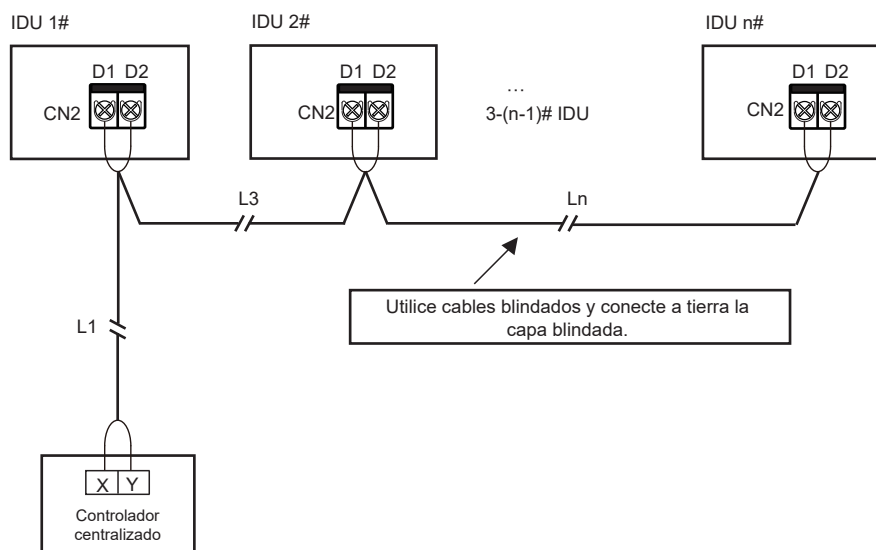 IDU 1#
IDU 2#
IDU n#
D1 D2
CN2
D1 D2
CN2
...
3-(n-1)# IDU
D1 D2
CN2
L3
Ln
Utilice cables blindados y conecte a tierra la
capa blindada.
L1
X Y
Controlador
centralizado